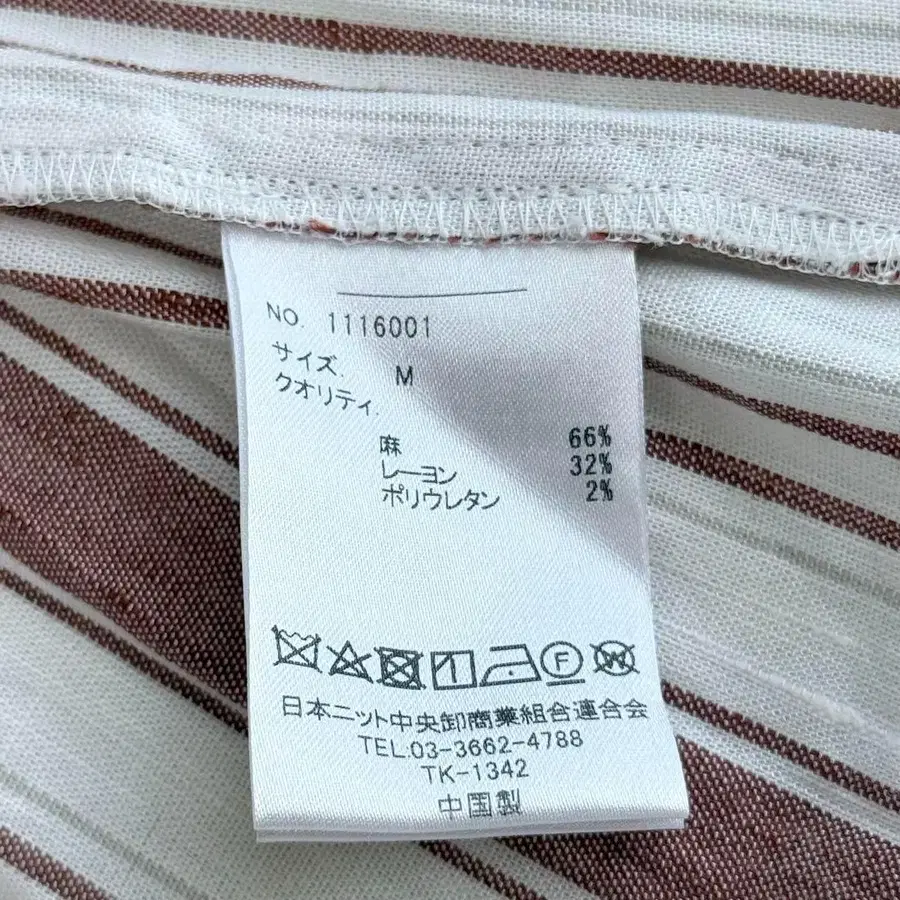 NO. 1116001
サイズ. M
クオリティ.
麻 66%
レーヨン 32%
ポリウレタン 2%
F W
日本ニット中央卸商業組合連合会
TEL.03-3662-4788
TK-1342
中国製